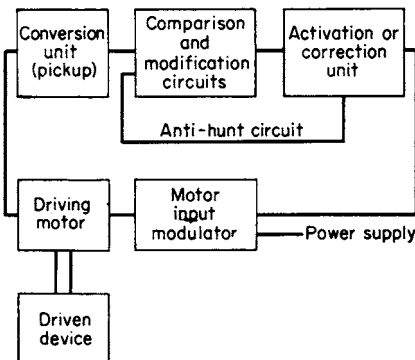 Conversion
unit
(pickup)
Comparison
and
modification
circuits
Activation or
correction
unit
Anti-hunt circuit
Driving
motor
Motor
input
modulator
Power supply
Driven
device